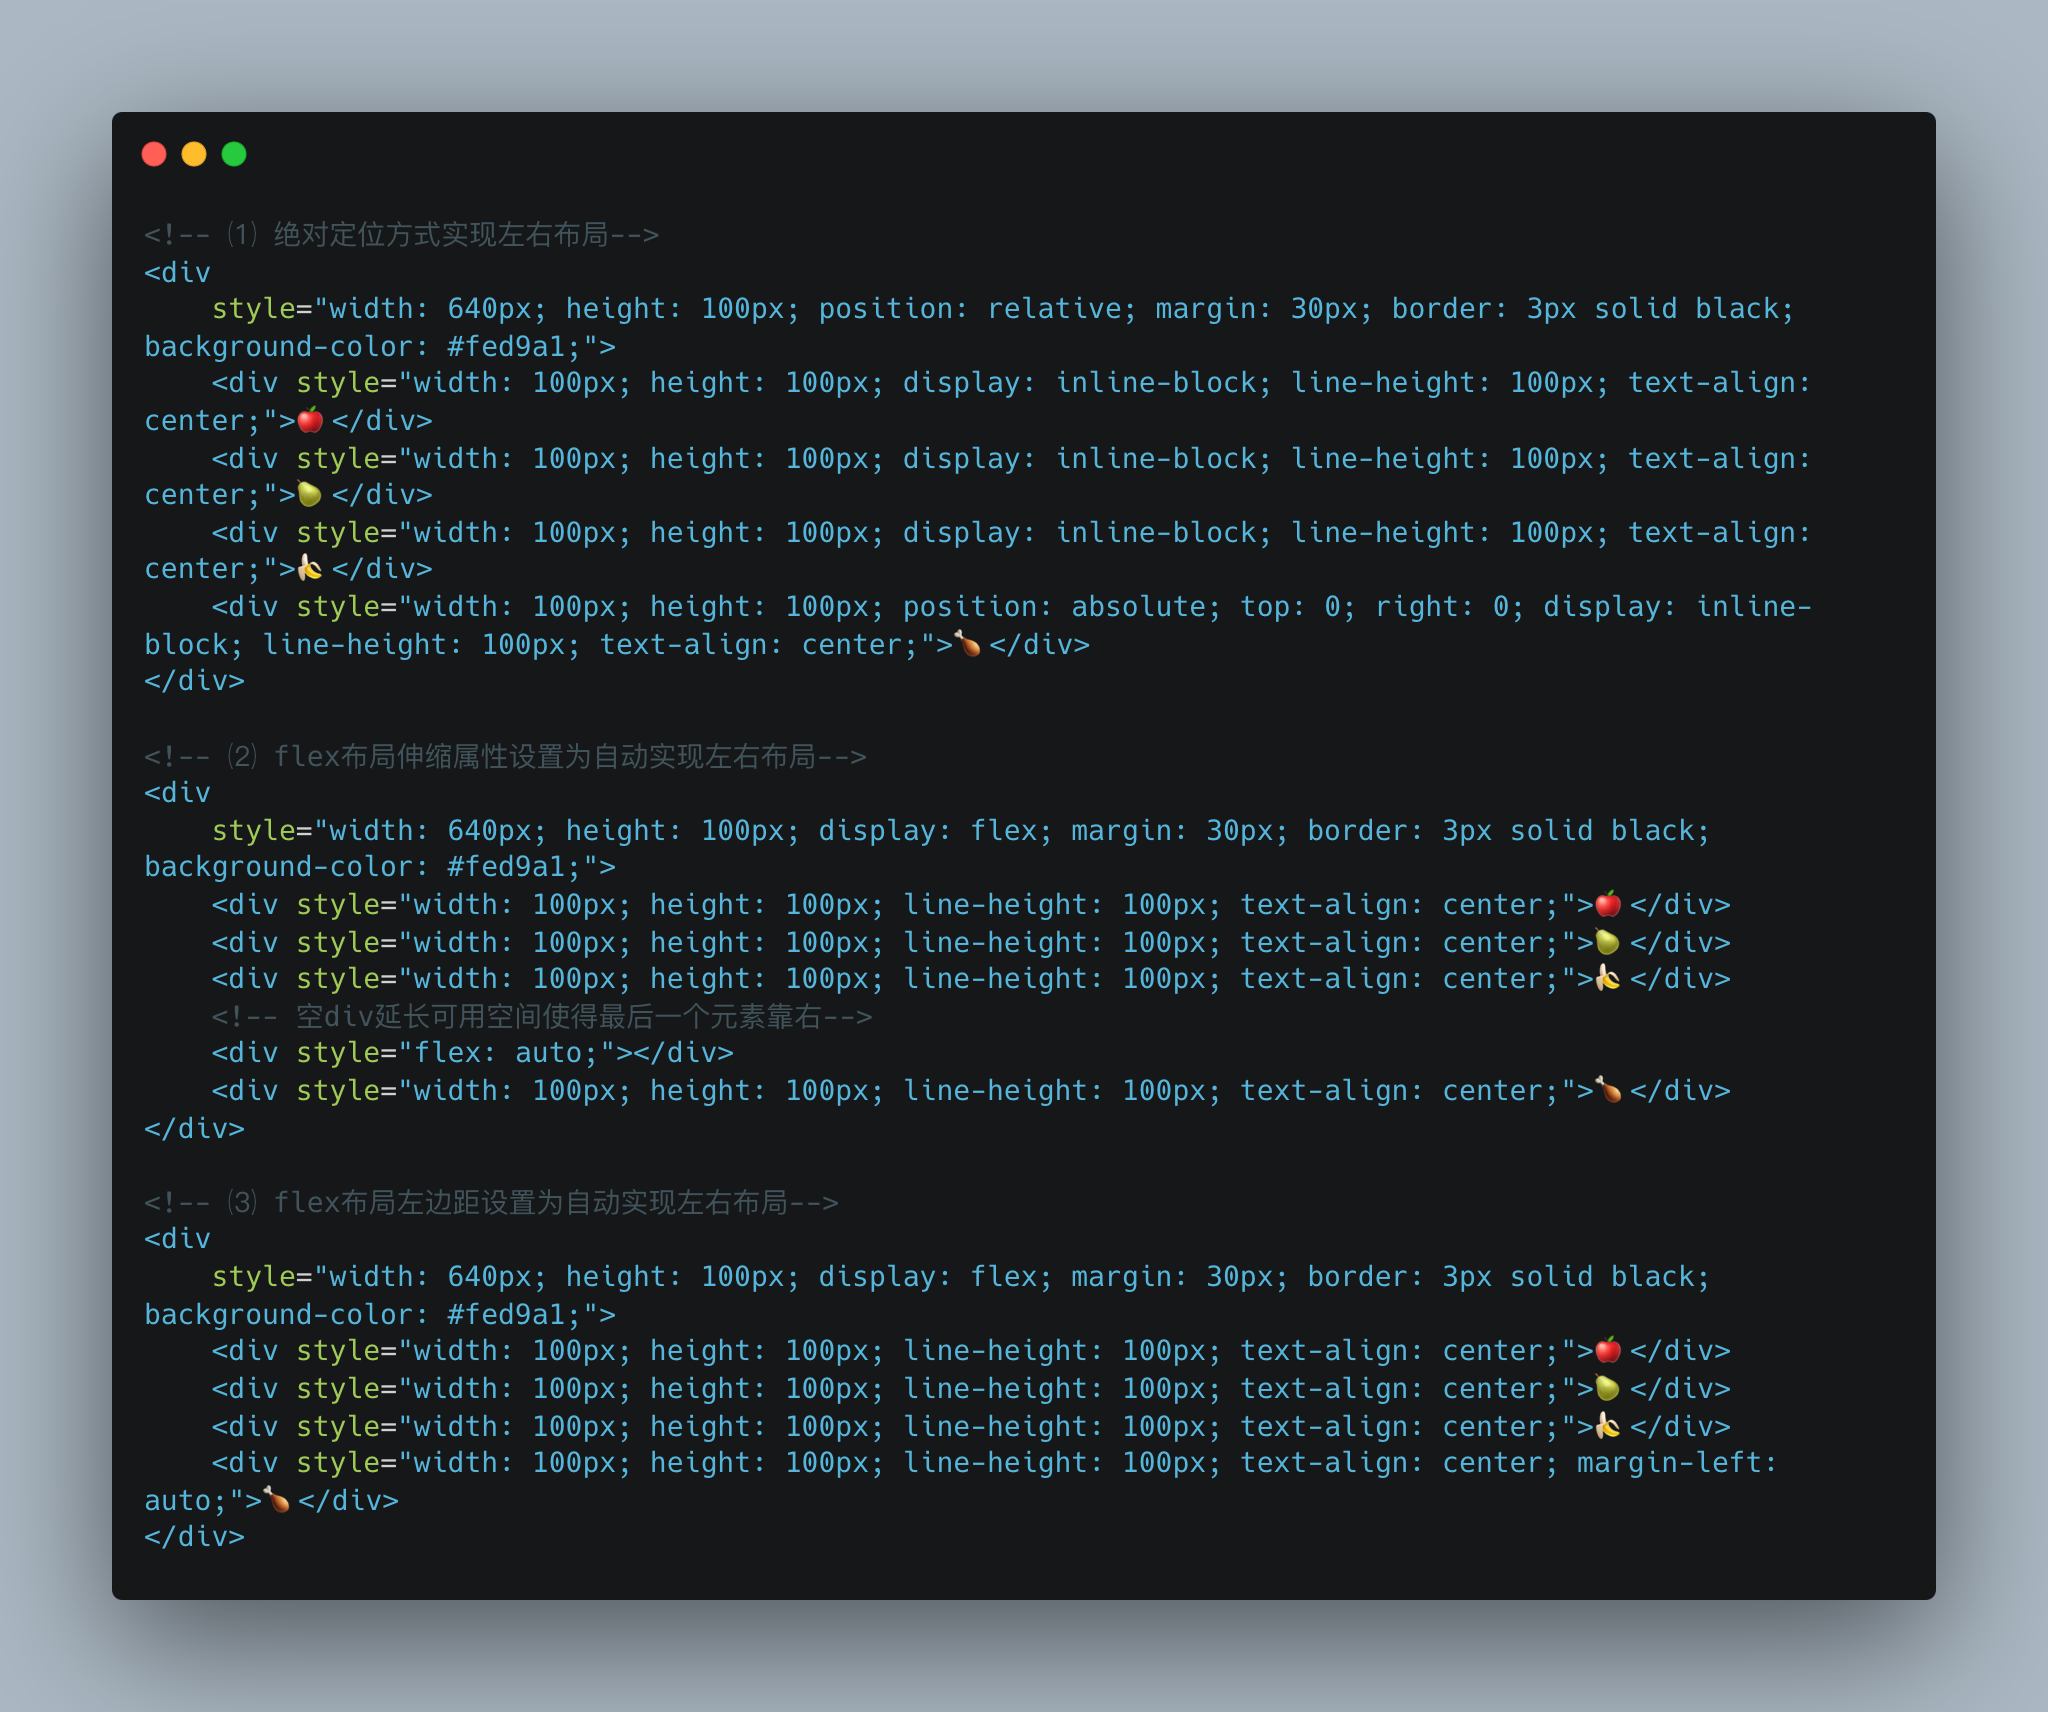 <!-- ⑴ 绝对定位方式实现左右布局-->
<div
    style="width: 640px; height: 100px; position: relative; margin: 30px; border: 3px solid black;
background-color: #fed9a1;">
    <div style="width: 100px; height: 100px; display: inline-block; line-height: 100px; text-align:
center;">🍎</div>
    <div style="width: 100px; height: 100px; display: inline-block; line-height: 100px; text-align:
center;">🍐</div>
    <div style="width: 100px; height: 100px; display: inline-block; line-height: 100px; text-align:
center;">🍌</div>
    <div style="width: 100px; height: 100px; position: absolute; top: 0; right: 0; display: inline-
block; line-height: 100px; text-align: center;">🍗</div>
</div>

<!-- ⑵ flex布局伸缩属性设置为自动实现左右布局-->
<div
    style="width: 640px; height: 100px; display: flex; margin: 30px; border: 3px solid black;
background-color: #fed9a1;">
    <div style="width: 100px; height: 100px; line-height: 100px; text-align: center;">🍎</div>
    <div style="width: 100px; height: 100px; line-height: 100px; text-align: center;">🍐</div>
    <div style="width: 100px; height: 100px; line-height: 100px; text-align: center;">🍌</div>
    <!-- 空div延长可用空间使得最后一个元素靠右-->
    <div style="flex: auto;"></div>
    <div style="width: 100px; height: 100px; line-height: 100px; text-align: center;">🍗</div>
</div>

<!-- ⑶ flex布局左边距设置为自动实现左右布局-->
<div
    style="width: 640px; height: 100px; display: flex; margin: 30px; border: 3px solid black;
background-color: #fed9a1;">
    <div style="width: 100px; height: 100px; line-height: 100px; text-align: center;">🍎</div>
    <div style="width: 100px; height: 100px; line-height: 100px; text-align: center;">🍐</div>
    <div style="width: 100px; height: 100px; line-height: 100px; text-align: center;">🍌</div>
    <div style="width: 100px; height: 100px; line-height: 100px; text-align: center; margin-left:
auto;">🍗</div>
</div>